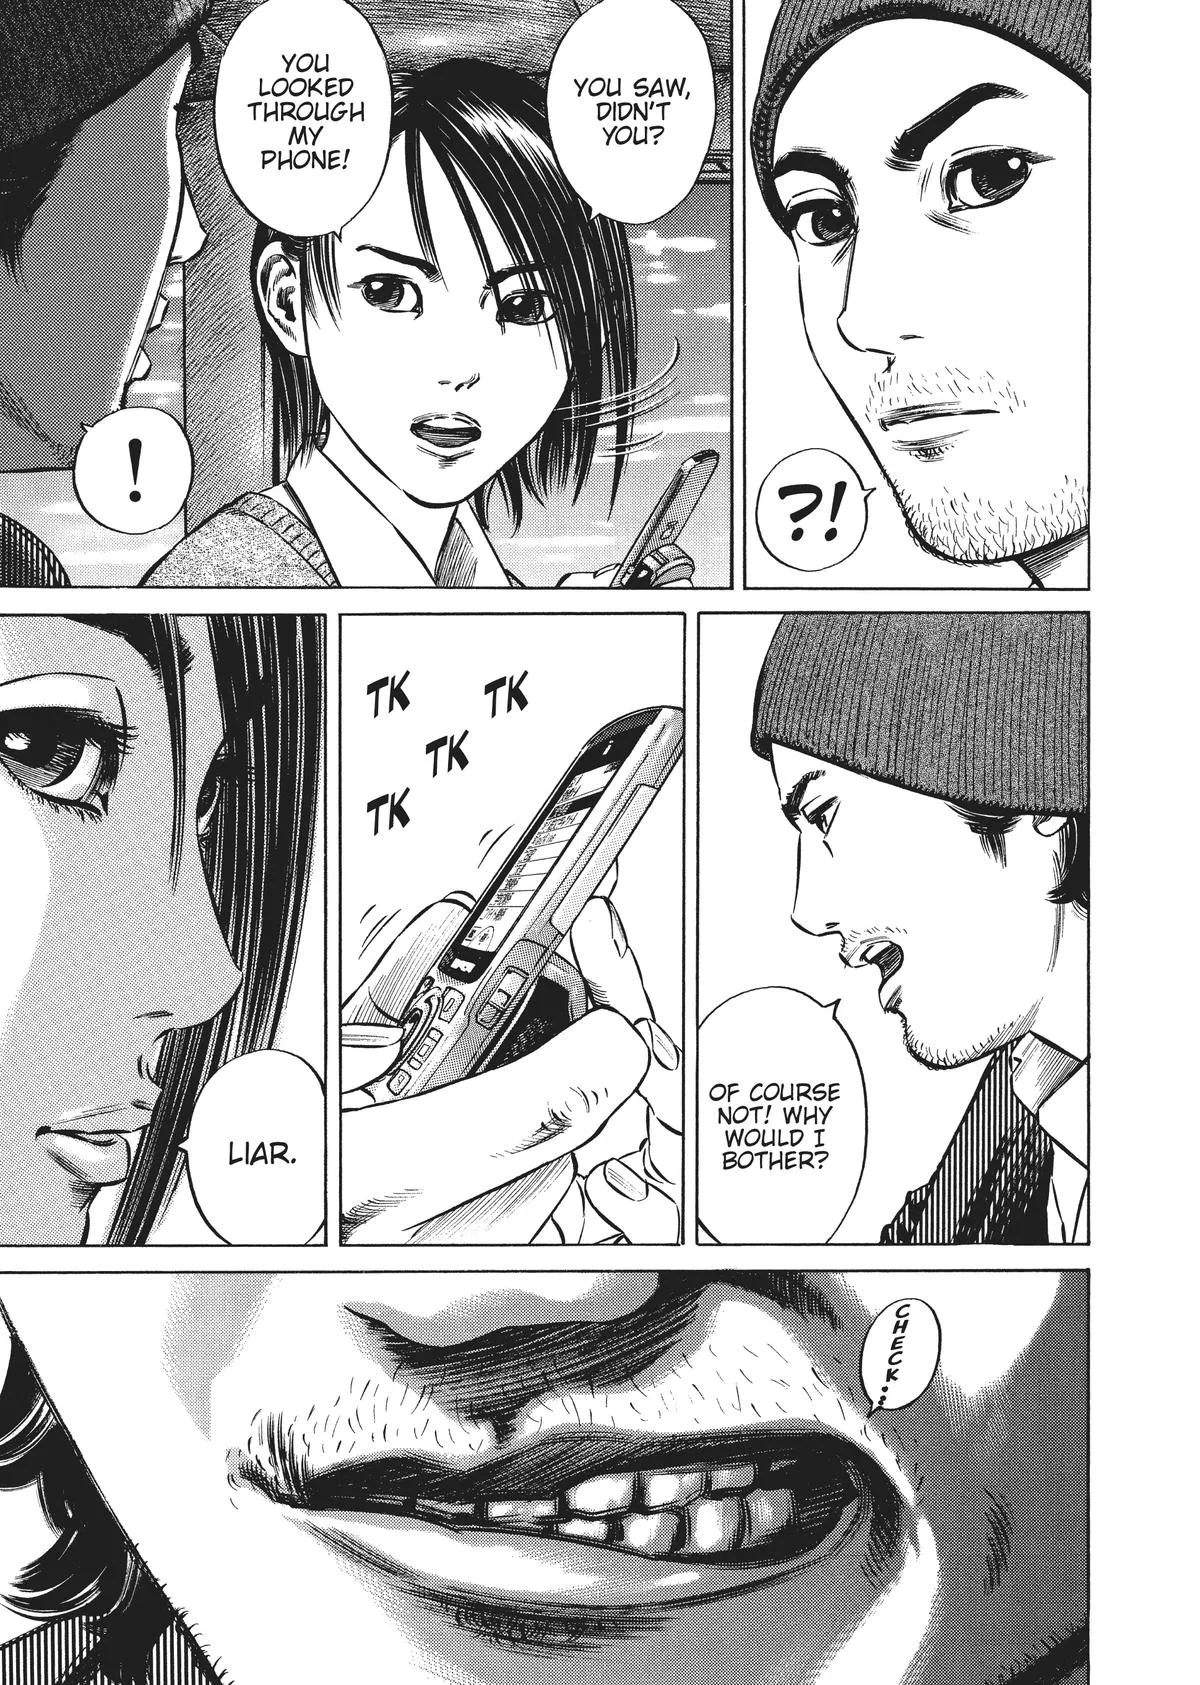 ?!
YOU SAW,
DIDN'T
YOU?
YOU
LOOKED
THROUGH
MY
PHONE!
!
OF COURSE
NOT! WHY
WOULD I
BOTHER?
TK
TK
TK
TK
LIAR.
CHECK...